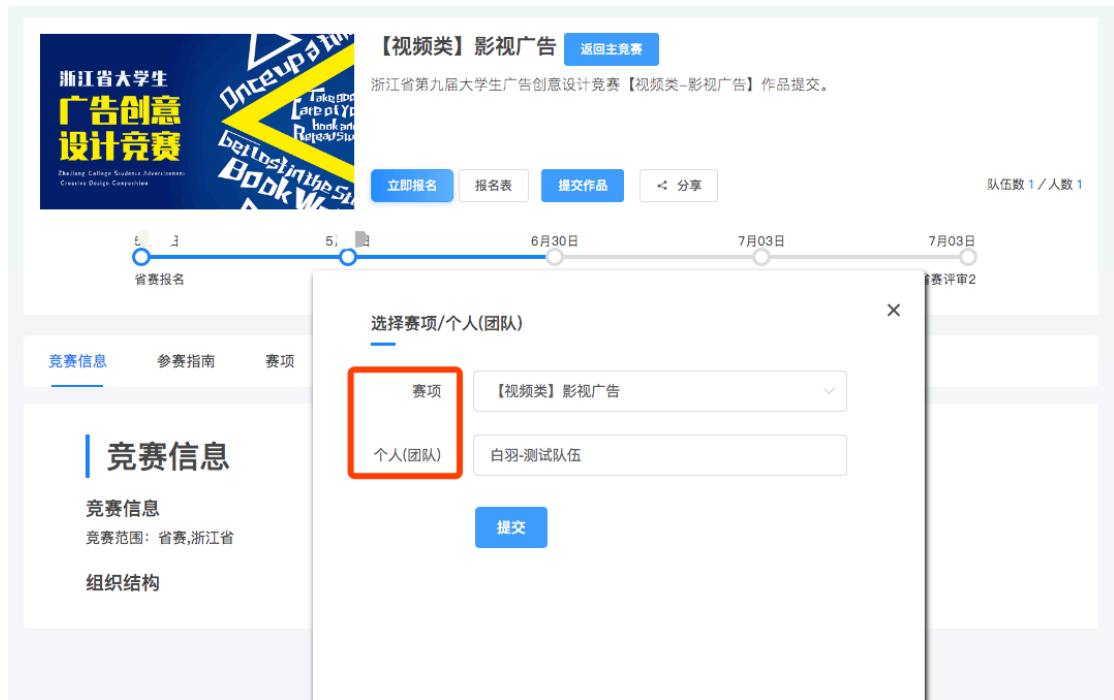 浙江省大学生
广告创意
设计竞赛
Zhejiang College Students Advertisement
Creative Design Competition
Onceupatim
Take
book and
Book
【视频类】影视广告
返回主竞赛
浙江省第九届大学生广告创意设计竞赛【视频类-影视广告】作品提交。
立即报名
报名表
提交作品
分享
队伍数 1 / 人数 1
6月30日
7月03日
7月03日
省赛报名
省赛评审2
选择赛项/个人(团队)
竞赛信息
参赛指南
赛项
赛项
【视频类】影视广告
个人(团队)
白羽-测试队伍
提交
竞赛信息
竞赛信息
竞赛范围：省赛,浙江省
组织结构